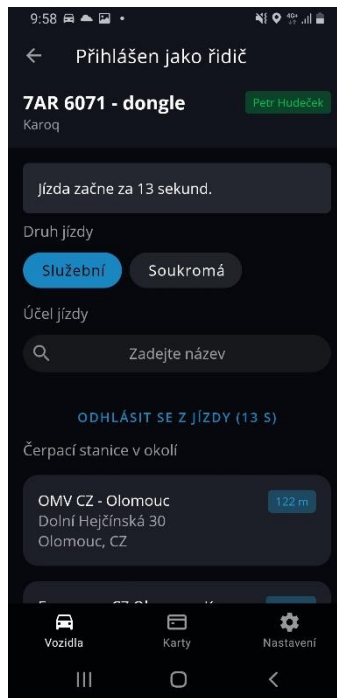 9:58
Přihlášen jako řidič
7AR 6071 - dongle
Petr Hudeček
Karoq
Jízda začne za 13 sekund.
Druh jízdy
Služební
Soukromá
Účel jízdy
Zadejte název
ODHLÁSIT SE Z JÍZDY (13 S)
Čerpací stanice v okolí
OMV CZ - Olomouc
122 m
Dolní Hejčínská 30
Olomouc, CZ
Vozidla
Karty
Nastavení